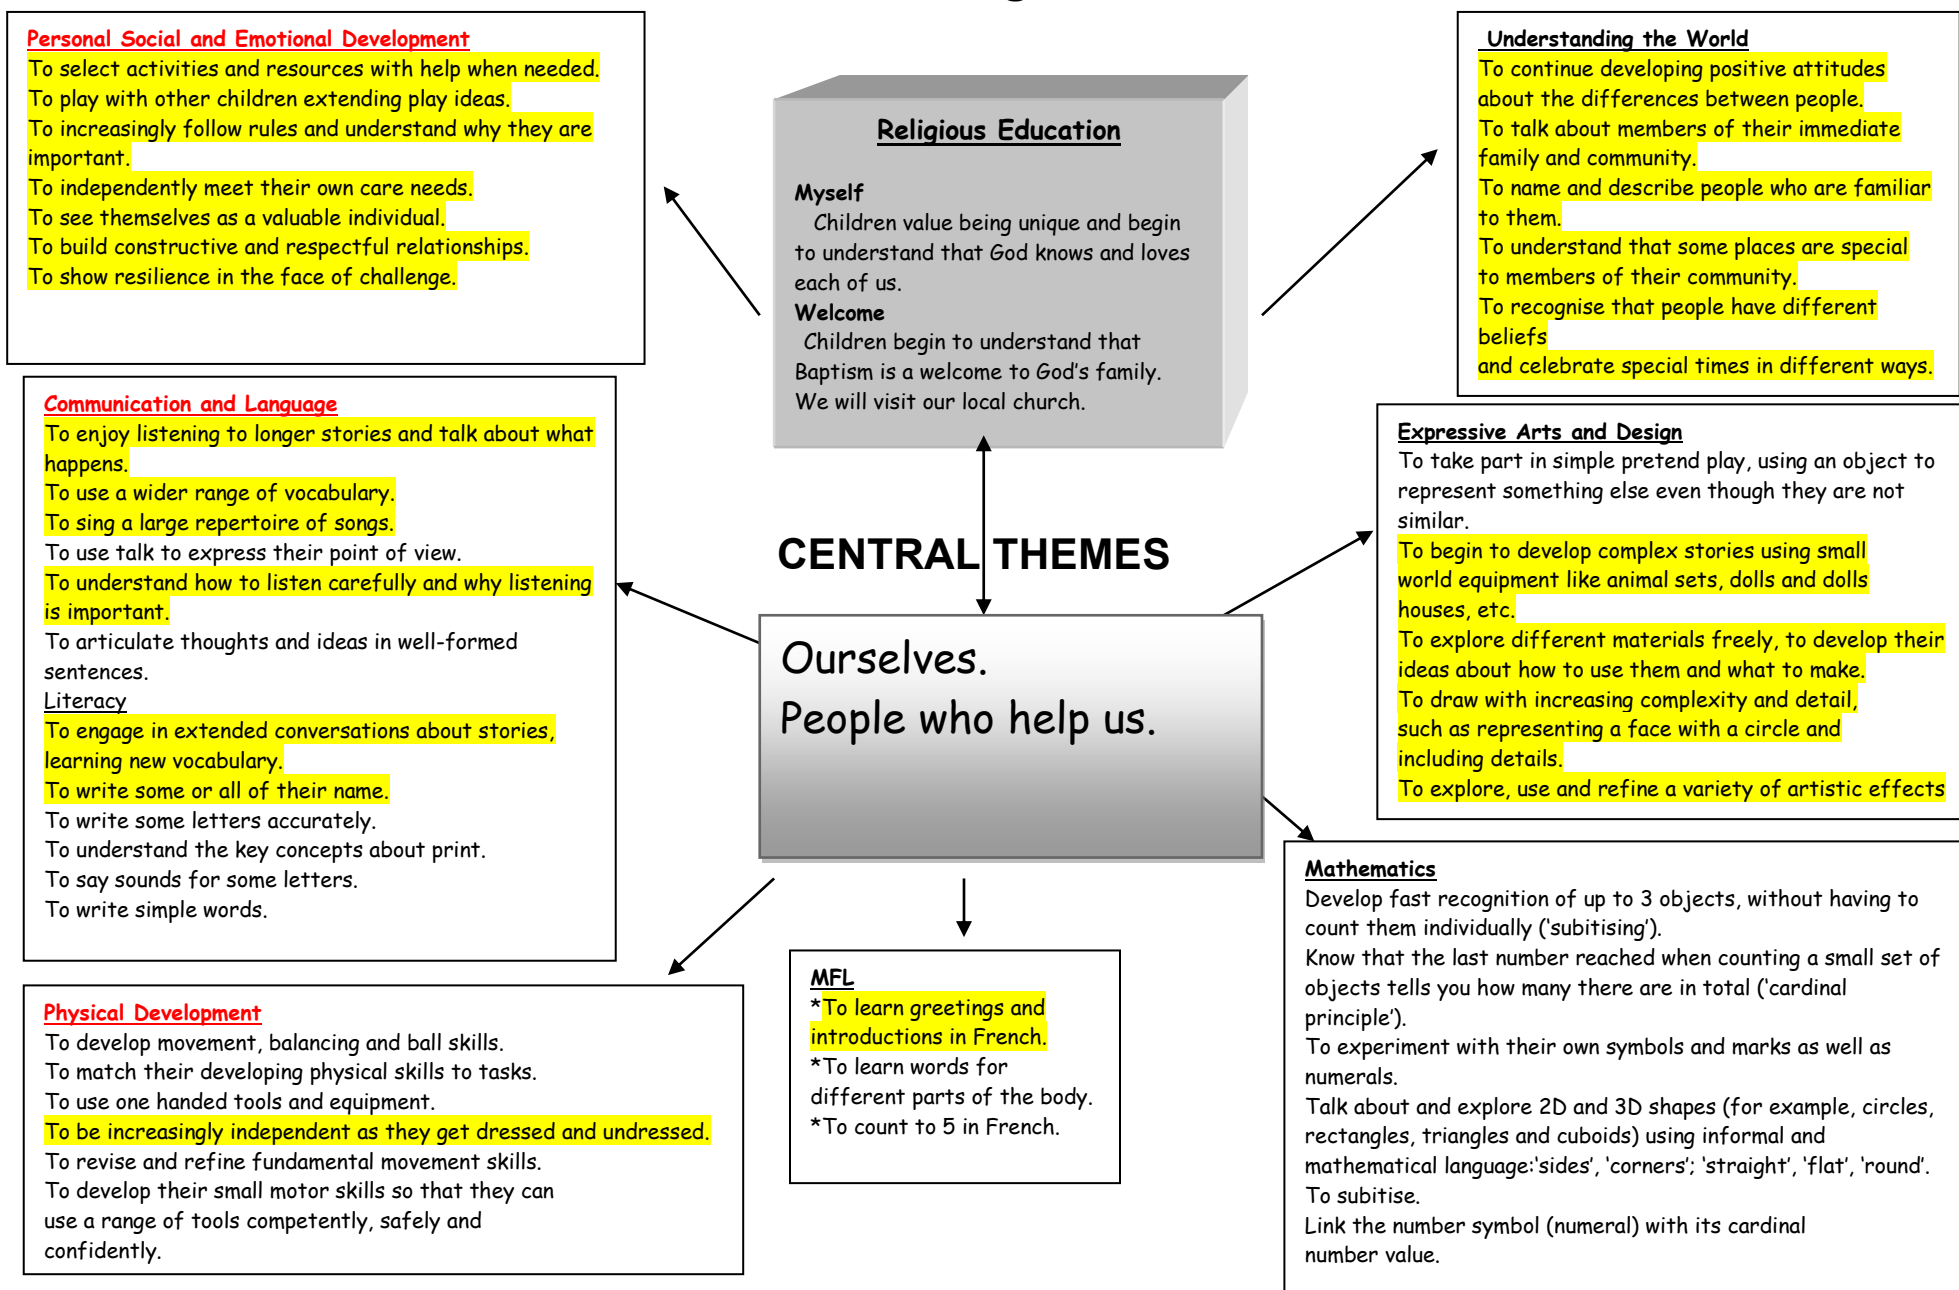 Personal Social and Emotional Development
To select activities and resources with help when needed.
To play with other children extending play ideas.
To increasingly follow rules and understand why they are
important.
To independently meet their own care needs.
To see themselves as a valuable individual.
To build constructive and respectful relationships.
To show resilience in the face of challenge.
Religious Education
Myself
Children value being unique and begin
to understand that God knows and loves
each of us.
Welcome
Children begin to understand that
Baptism is a welcome to God's family.
We will visit our local church.
Understanding the World
To continue developing positive attitudes
about the differences between people.
To talk about members of their immediate
family and community.
To name and describe people who are familiar
to them.
To understand that some places are special
to members of their community.
To recognise that people have different
beliefs
and celebrate special times in different ways.
Communication and Language
To enjoy listening to longer stories and talk about what
happens.
To use a wider range of vocabulary.
To sing a large repertoire of songs.
To use talk to express their point of view.
To understand how to listen carefully and why listening
is important.
To articulate thoughts and ideas in well-formed
sentences.
Literacy
To engage in extended conversations about stories,
learning new vocabulary.
To write some or all of their name.
To write some letters accurately.
To understand the key concepts about print.
To say sounds for some letters.
To write simple words.
CENTRAL THEMES
Ourselves.
People who help us.
Expressive Arts and Design
To take part in simple pretend play, using an object to
represent something else even though they are not
similar.
To begin to develop complex stories using small
world equipment like animal sets, dolls and dolls
houses, etc.
To explore different materials freely, to develop their
ideas about how to use them and what to make.
To draw with increasing complexity and detail,
such as representing a face with a circle and
including details.
To explore, use and refine a variety of artistic effects
Physical Development
To develop movement, balancing and ball skills.
To match their developing physical skills to tasks.
To use one handed tools and equipment.
To be increasingly independent as they get dressed and undressed.
To revise and refine fundamental movement skills.
To develop their small motor skills so that they can
use a range of tools competently, safely and
confidently.
MFL
*To learn greetings and
introductions in French.
*To learn words for
different parts of the body.
*To count to 5 in French.
Mathematics
Develop fast recognition of up to 3 objects, without having to
count them individually ('subitising').
Know that the last number reached when counting a small set of
objects tells you how many there are in total ('cardinal
principle').
To experiment with their own symbols and marks as well as
numerals.
Talk about and explore 2D and 3D shapes (for example, circles,
rectangles, triangles and cuboids) using informal and
mathematical language:'sides', 'corners'; 'straight', 'flat', 'round'.
To subitise.
Link the number symbol (numeral) with its cardinal
number value.